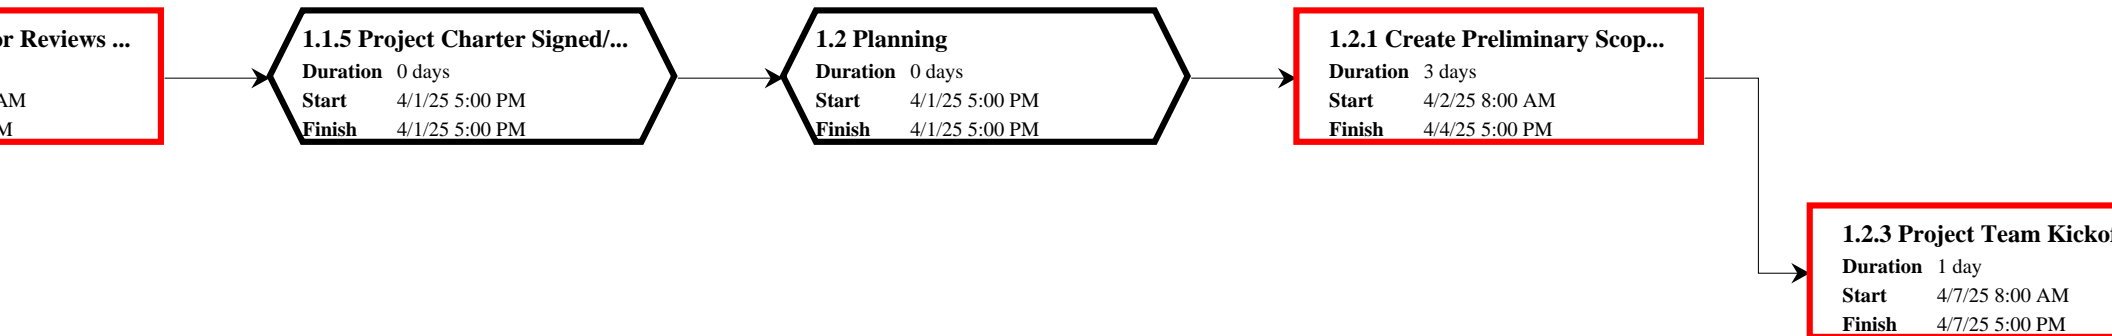 Reviews ...
AM
M
1.1.5 Project Charter Signed/...
Duration 0 days
Start 4/1/25 5:00 PM
Finish 4/1/25 5:00 PM
1.2 Planning
Duration 0 days
Start 4/1/25 5:00 PM
Finish 4/1/25 5:00 PM
1.2.1 Create Preliminary Scop...
Duration 3 days
Start 4/2/25 8:00 AM
Finish 4/4/25 5:00 PM
1.2.3 Project Team Kickof
Duration 1 day
Start 4/7/25 8:00 AM
Finish 4/7/25 5:00 PM